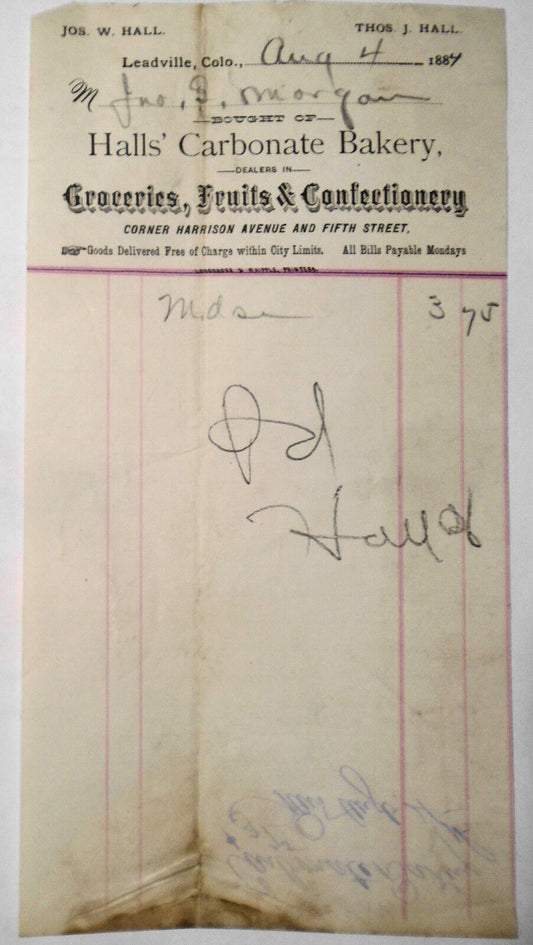 JOS. W. HALL. THOS. J. HALL.
Leadville, Colo., Aug 4 1884
M Jno. J. Morgan
BOUGHT OF
Halls' Carbonate Bakery,
DEALERS IN
Groceries, Fruits & Confectionery
CORNER HARRISON AVENUE AND FIFTH STREET,
Goods Delivered Free of Charge within City Limits. All Bills Payable Mondays
PRINTERS.
Mdse 3 75
Pd
Hall